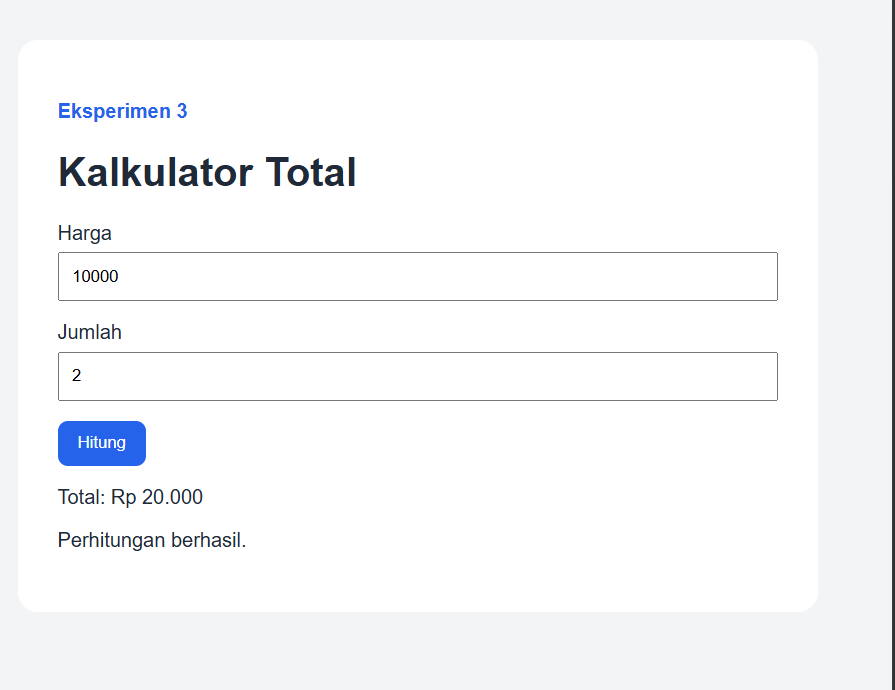 Eksperimen 3
Kalkulator Total
Harga
10000
Jumlah
2
Hitung
Total: Rp 20.000
Perhitungan berhasil.